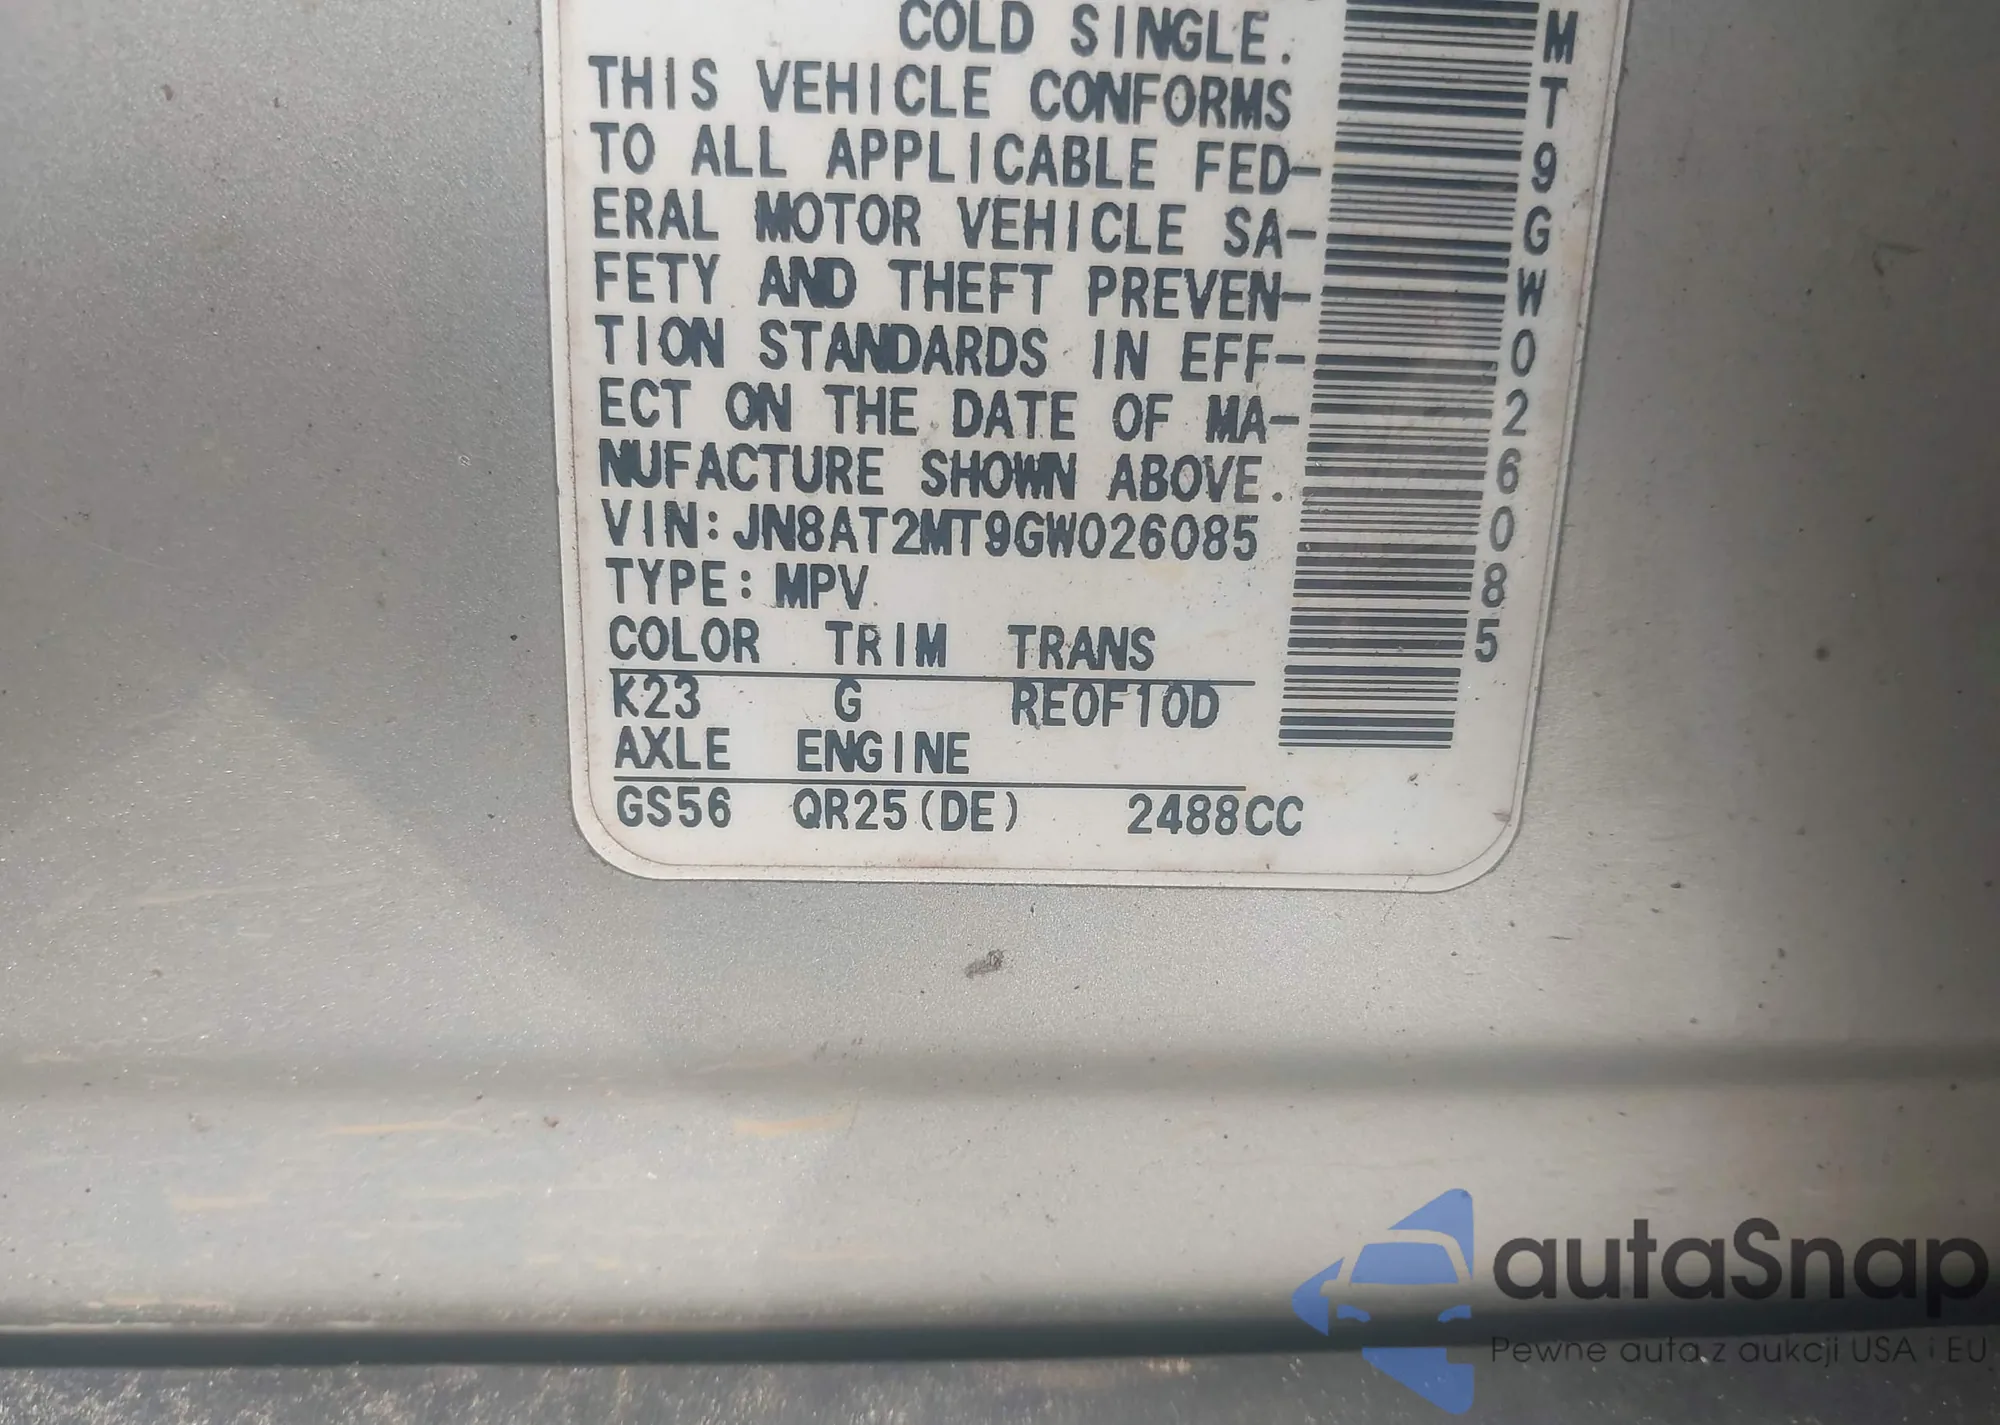 COLD SINGLE.
THIS VEHICLE CONFORMS
TO ALL APPLICABLE FED-
ERAL MOTOR VEHICLE SA-
FETY AND THEFT PREVEN-
TION STANDARDS IN EFF-
ECT ON THE DATE OF MA-
NUFACTURE SHOWN ABOVE.
VIN: JN8AT2MT9GW026085
TYPE: MPV
COLOR TRIM TRANS
K23 G RE0F10D
AXLE ENGINE
GS56 QR25(DE) 2488CC
MT9GW026085
autaSnap
Pewne auta z aukcji USA i EU